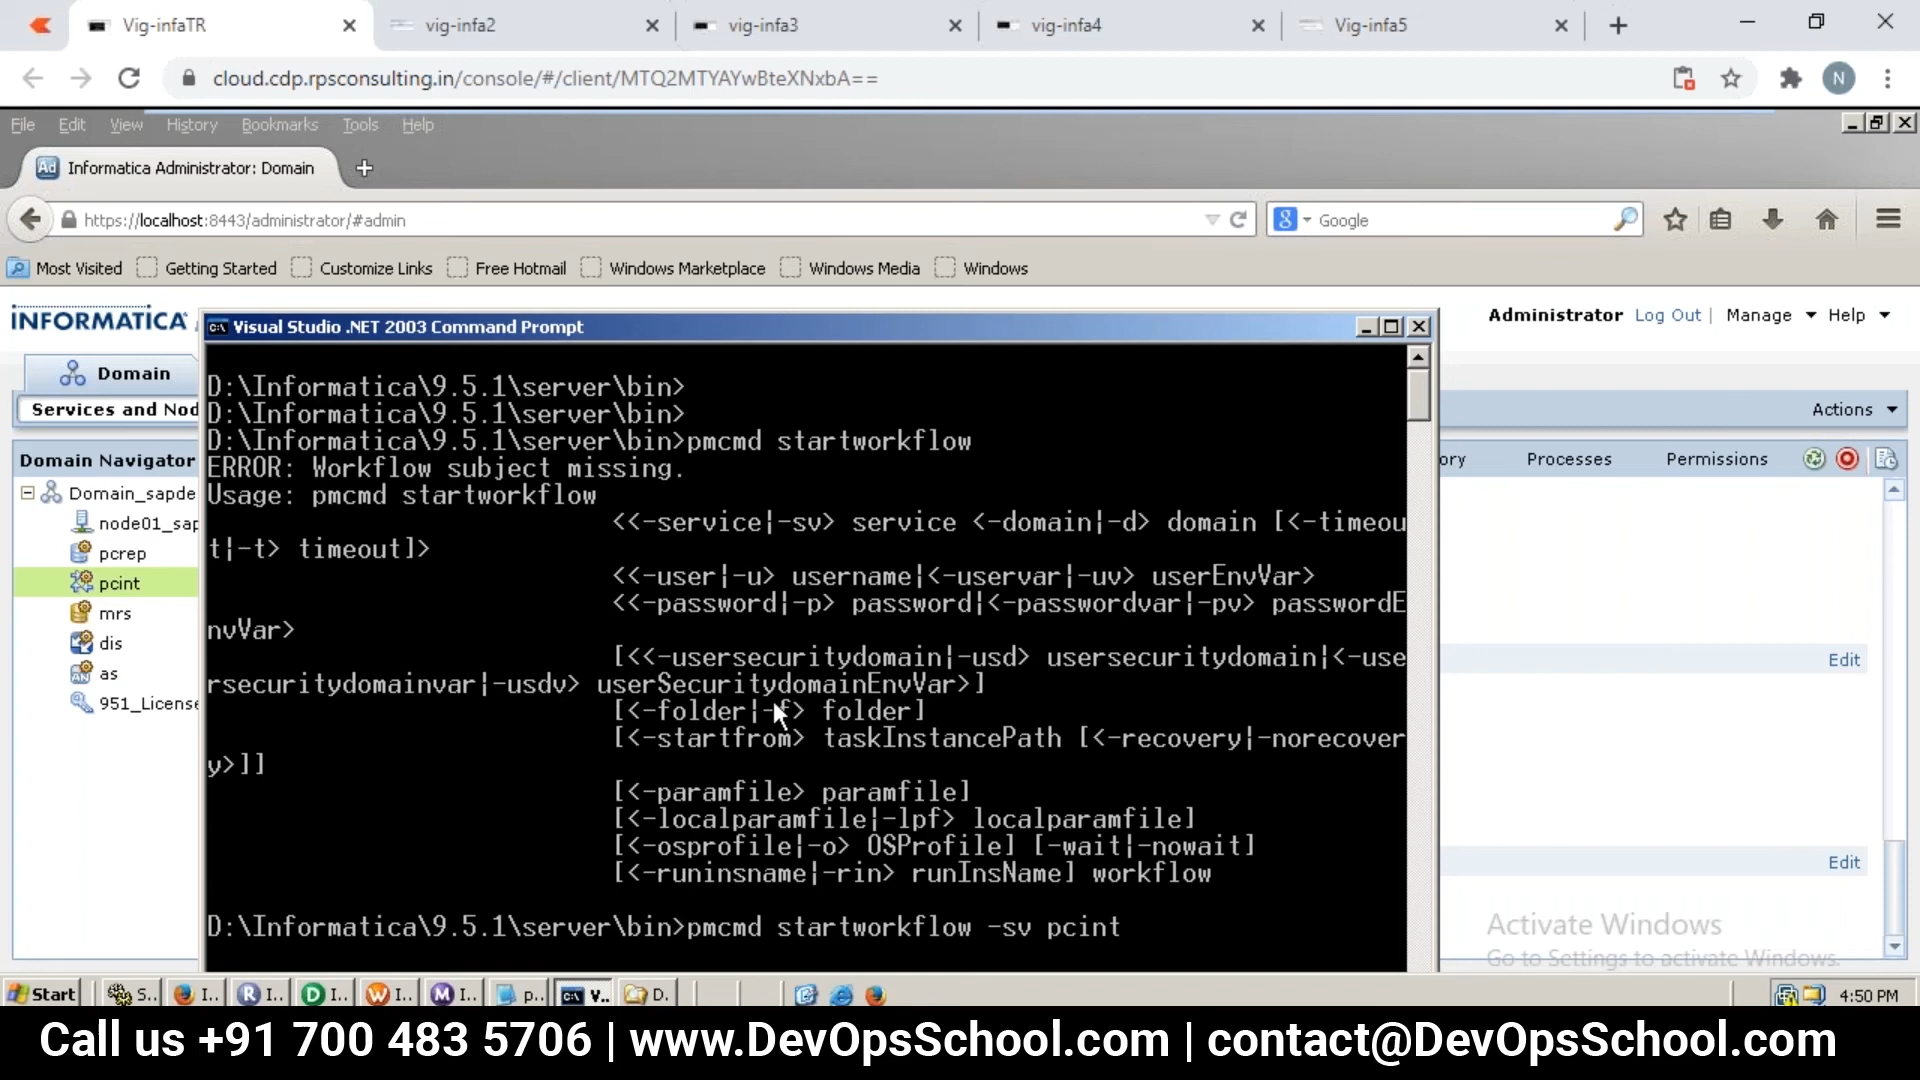 Vig-infaTR
vig-infa2
vig-infa3
vig-infa4
Vig-infa5
cloud.cdp.rpsconsulting.in/console/#/client/MTQ2MTYAYwBteXNxbA==
N
File Edit View History Bookmarks Tools Help
Ad Informatica Administrator: Domain
https://localhost:8443/administrator/#admin
8 Google
Most Visited Getting Started Customize Links Free Hotmail Windows Marketplace Windows Media Windows
INFORMATICA
Administrator Log Out | Manage Help
Visual Studio .NET 2003 Command Prompt
Domain
Services and Nod
Actions
Domain Navigator
ory Processes Permissions
Domain_sapde
node01_sap
pcrep
pcint
mrs
dis
as
951_License
Edit
Edit
D:\Informatica\9.5.1\server\bin>
D:\Informatica\9.5.1\server\bin>
D:\Informatica\9.5.1\server\bin>pmcmd startworkflow
ERROR: Workflow subject missing.
Usage: pmcmd startworkflow
<<-service|-sv> service <-domain|-d> domain [<-timeou
t|-t> timeout]>
<<-user|-u> username|<-uservar|-uv> userEnvVar>
<<-password|-p> password|<-passwordvar|-pv> passwordE
nvVar>
[<<-usersecuritydomain|-usd> usersecuritydomain|<-use
rsecuritydomainvar|-usdv> userSecuritydomainEnvVar>]
[<-folder|-f> folder]
[<-startfrom> taskInstancePath [<-recovery|-norecover
y>]]
[<-paramfile> paramfile]
[<-localparamfile|-lpf> localparamfile]
[<-osprofile|-o> OSProfile] [-wait|-nowait]
[<-runinsname|-rin> runInsName] workflow
D:\Informatica\9.5.1\server\bin>pmcmd startworkflow -sv pcint
Activate Windows
Go to Settings to activate Windows.
Start S.. I.. I.. I.. I.. I.. p.. V.. D. 4:50 PM
Call us +91 700 483 5706 | www.DevOpsSchool.com | contact@DevOpsSchool.com